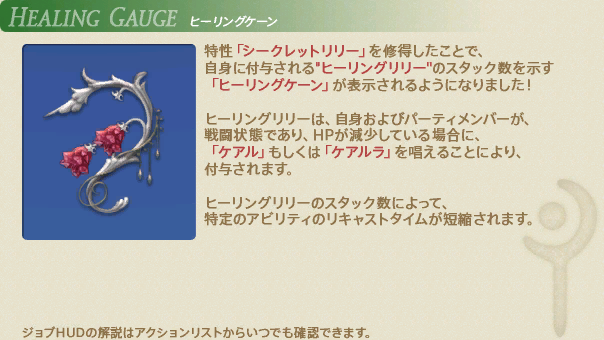 HEALING GAUGE ヒーリングケーン
特性「シークレットリリー」を修得したことで、
自身に付与される"ヒーリングリリー"のスタック数を示す
「ヒーリングケーン」が表示されるようになりました！
ヒーリングリリーは、自身およびパーティメンバーが、
戦闘状態であり、HPが減少している場合に、
「ケアル」もしくは「ケアルラ」を唱えることにより、
付与されます。
ヒーリングリリーのスタック数によって、
特定のアビリティのリキャストタイムが短縮されます。
ジョブHUDの解説はアクションリストからいつでも確認できます。